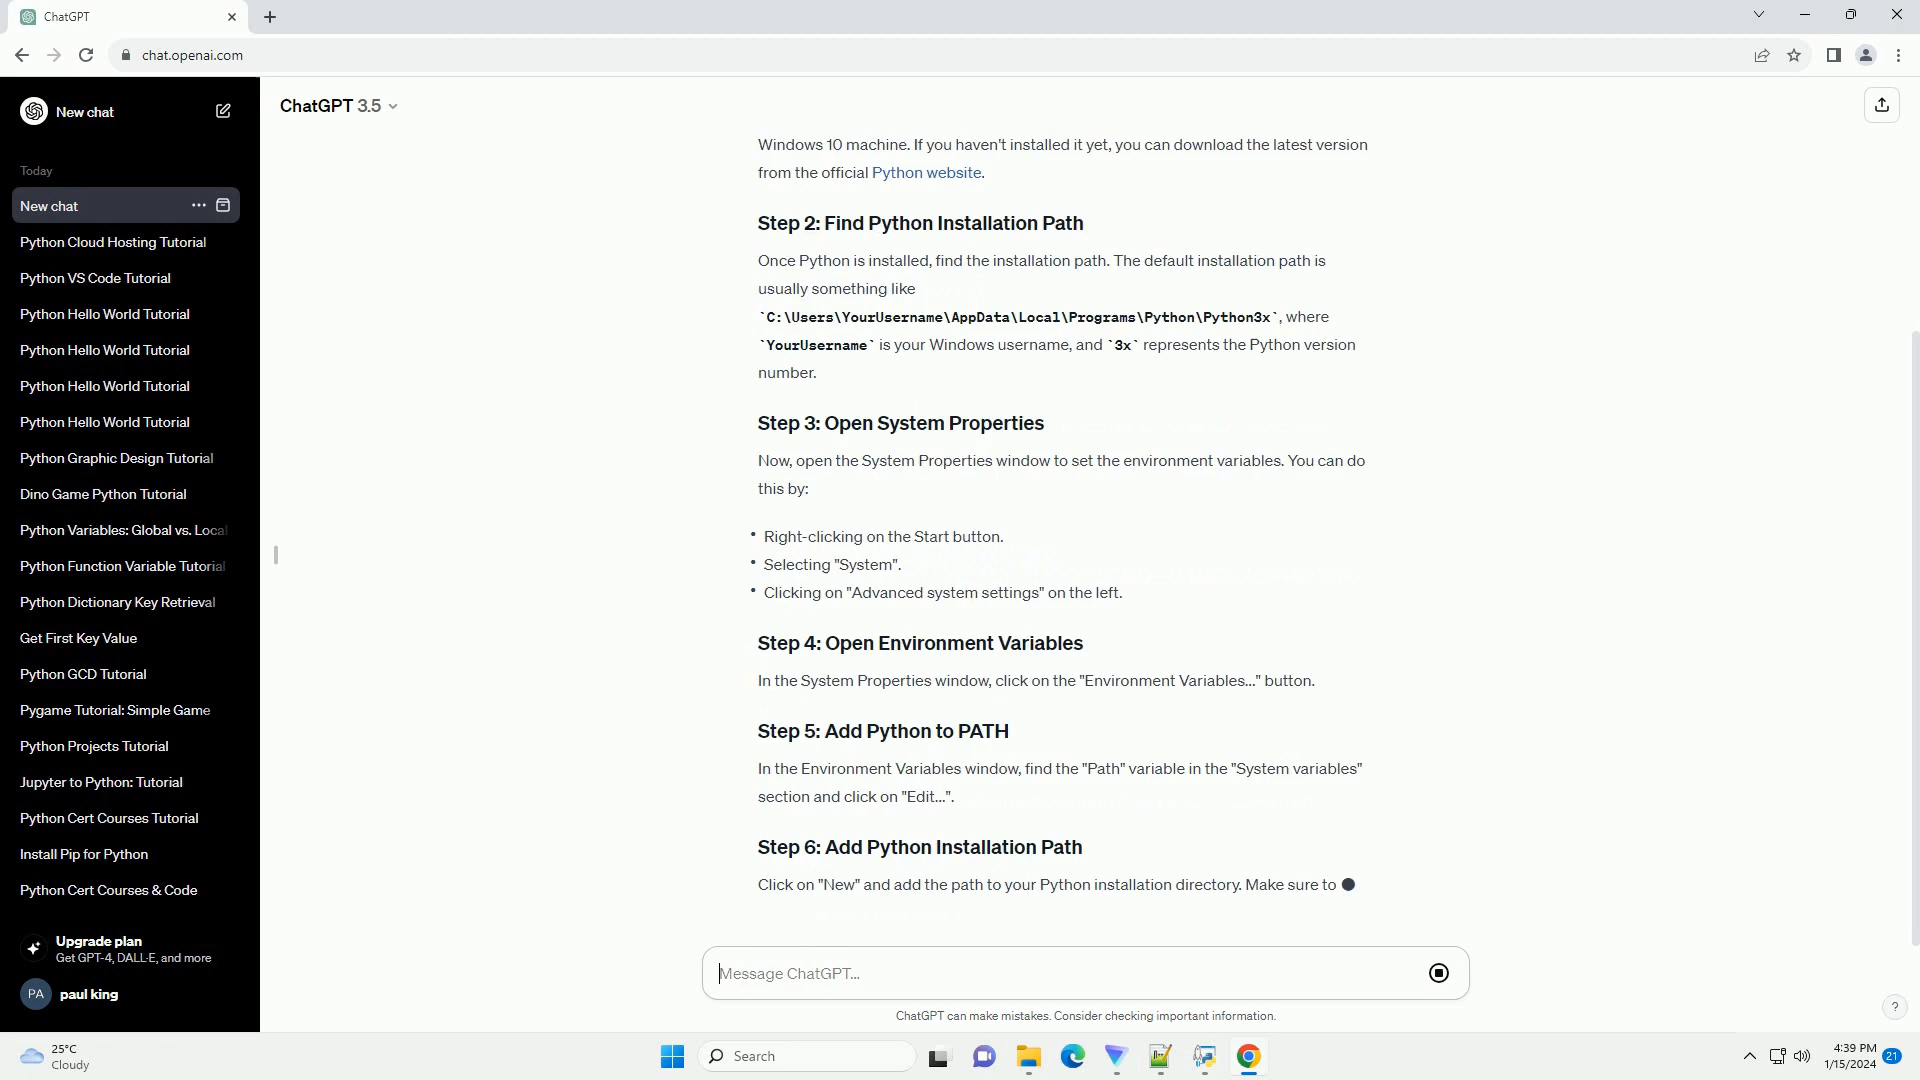 ChatGPT
chat.openai.com
New chat
Today
New chat
Python Cloud Hosting Tutorial
Python VS Code Tutorial
Python Hello World Tutorial
Python Hello World Tutorial
Python Hello World Tutorial
Python Hello World Tutorial
Python Graphic Design Tutorial
Dino Game Python Tutorial
Python Variables: Global vs. Local
Python Function Variable Tutorial
Python Dictionary Key Retrieval
Get First Key Value
Python GCD Tutorial
Pygame Tutorial: Simple Game
Python Projects Tutorial
Jupyter to Python: Tutorial
Python Cert Courses Tutorial
Install Pip for Python
Python Cert Courses & Code
Upgrade plan
Get GPT-4, DALL·E, and more
PA
paul king
ChatGPT 3.5
Windows 10 machine. If you haven't installed it yet, you can download the latest version
from the official Python website.
Step 2: Find Python Installation Path
Once Python is installed, find the installation path. The default installation path is
usually something like
`C:\Users\YourUsername\AppData\Local\Programs\Python\Python3x`, where
`YourUsername` is your Windows username, and `3x` represents the Python version
number.
Step 3: Open System Properties
Now, open the System Properties window to set the environment variables. You can do
this by:
• Right-clicking on the Start button.
• Selecting "System".
• Clicking on "Advanced system settings" on the left.
Step 4: Open Environment Variables
In the System Properties window, click on the "Environment Variables..." button.
Step 5: Add Python to PATH
In the Environment Variables window, find the "Path" variable in the "System variables"
section and click on "Edit...".
Step 6: Add Python Installation Path
Click on "New" and add the path to your Python installation directory. Make sure to
Message ChatGPT...
ChatGPT can make mistakes. Consider checking important information.
?
25°C
Cloudy
Search
4:39 PM
1/15/2024
21